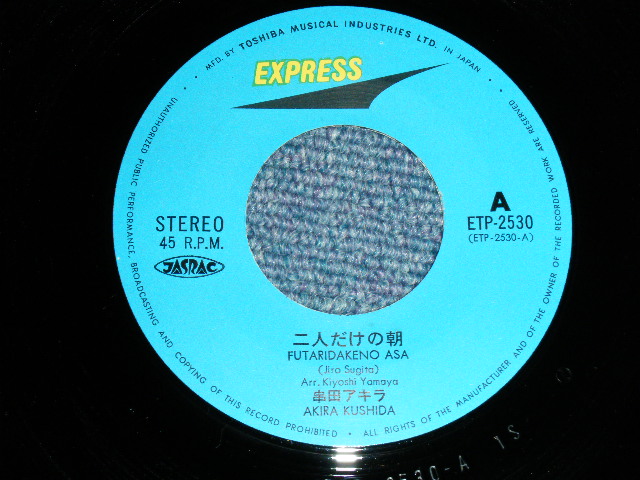 MFD. BY TOSHIBA MUSICAL INDUSTRIES LTD. IN JAPAN
EXPRESS
A
STEREO
45 R.P.M.
JASRAC
ETP-2530
(ETP-2530-A)
二人だけの朝
FUTARIDAKENO ASA
(Jiro Sugita)
Arr. Kiyoshi Yamaya
串田アキラ
AKIRA KUSHIDA
UNAUTHORIZED PUBLIC PERFORMANCE, BROADCASTING AND COPYING OF THIS RECORD PROHIBITED • ALL RIGHTS OF THE MANUFACTURER AND OF THE OWNER OF THE RECORDED WORK ARE RESERVED
2530-A 1S